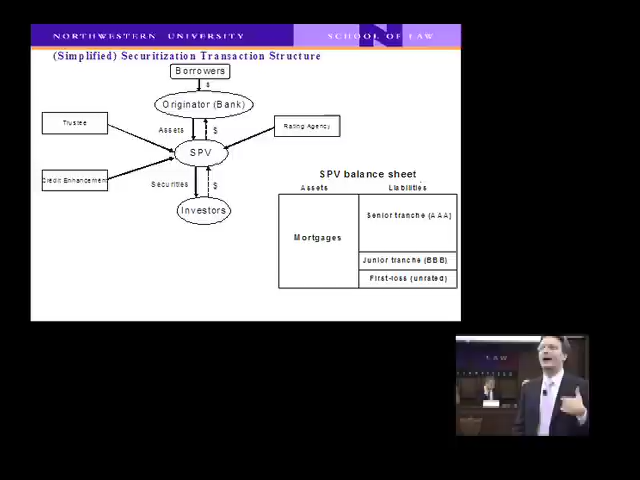 NORTHWESTERN UNIVERSITY
SCHOOL OF LAW
(Simplified) Securitization Transaction Structure
Borrowers
$
Originator (Bank)
Trustee
Assets
$
Rating Agency
SPV
Credit Enhancement
Securities
$
Investors
SPV balance sheet
Assets
Liabilities
Mortgages
Senior tranche (AAA)
Junior tranche (BBB)
First-loss (unrated)
LAW